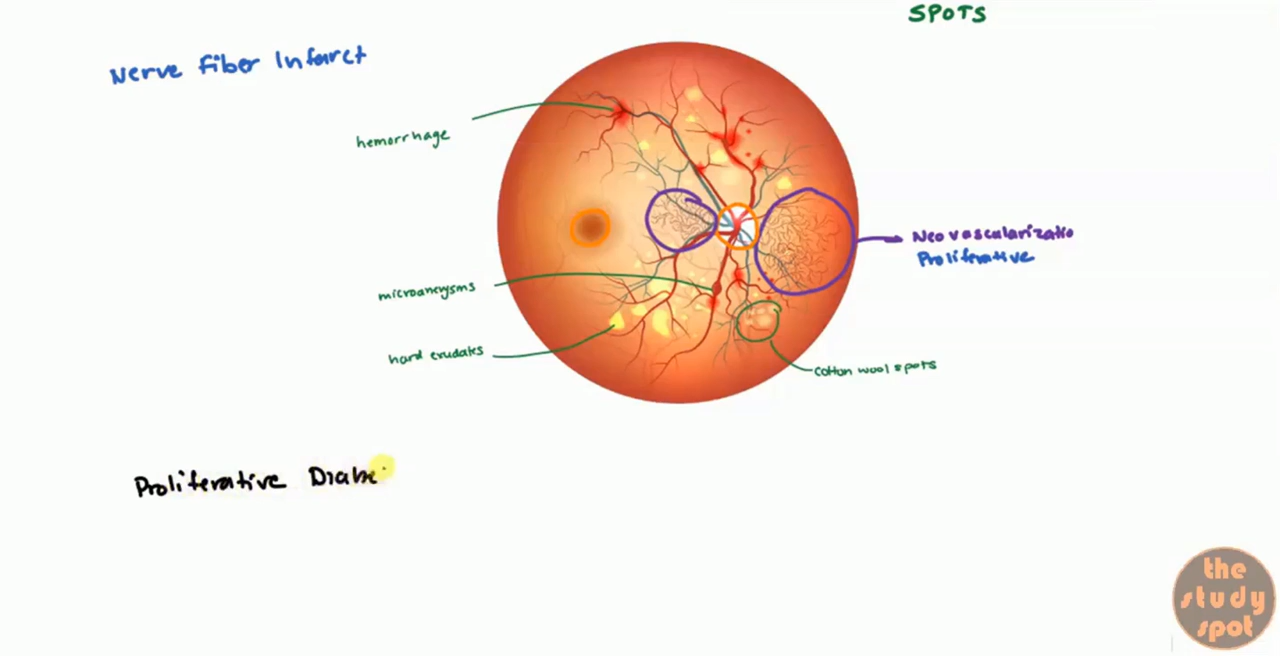 SPOTS
Nerve Fiber Infarct
hemorrhage
Neovascularizatio
Proliferative
microaneurysms
hard exudates
cotton wool spots
Proliferative Diabe
the
study
spot